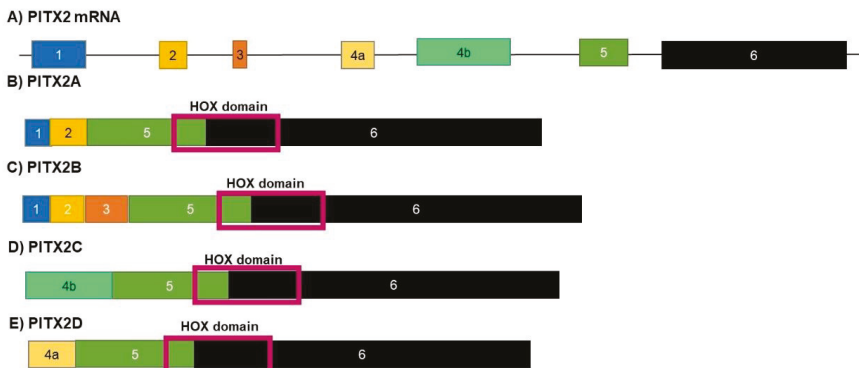 A) PITX2 mRNA
1 2 3 4a 4b 5 6
B) PITX2A
HOX domain
1 2 5 6
C) PITX2B
HOX domain
1 2 3 5 6
D) PITX2C
HOX domain
4b 5 6
E) PITX2D
HOX domain
4a 5 6